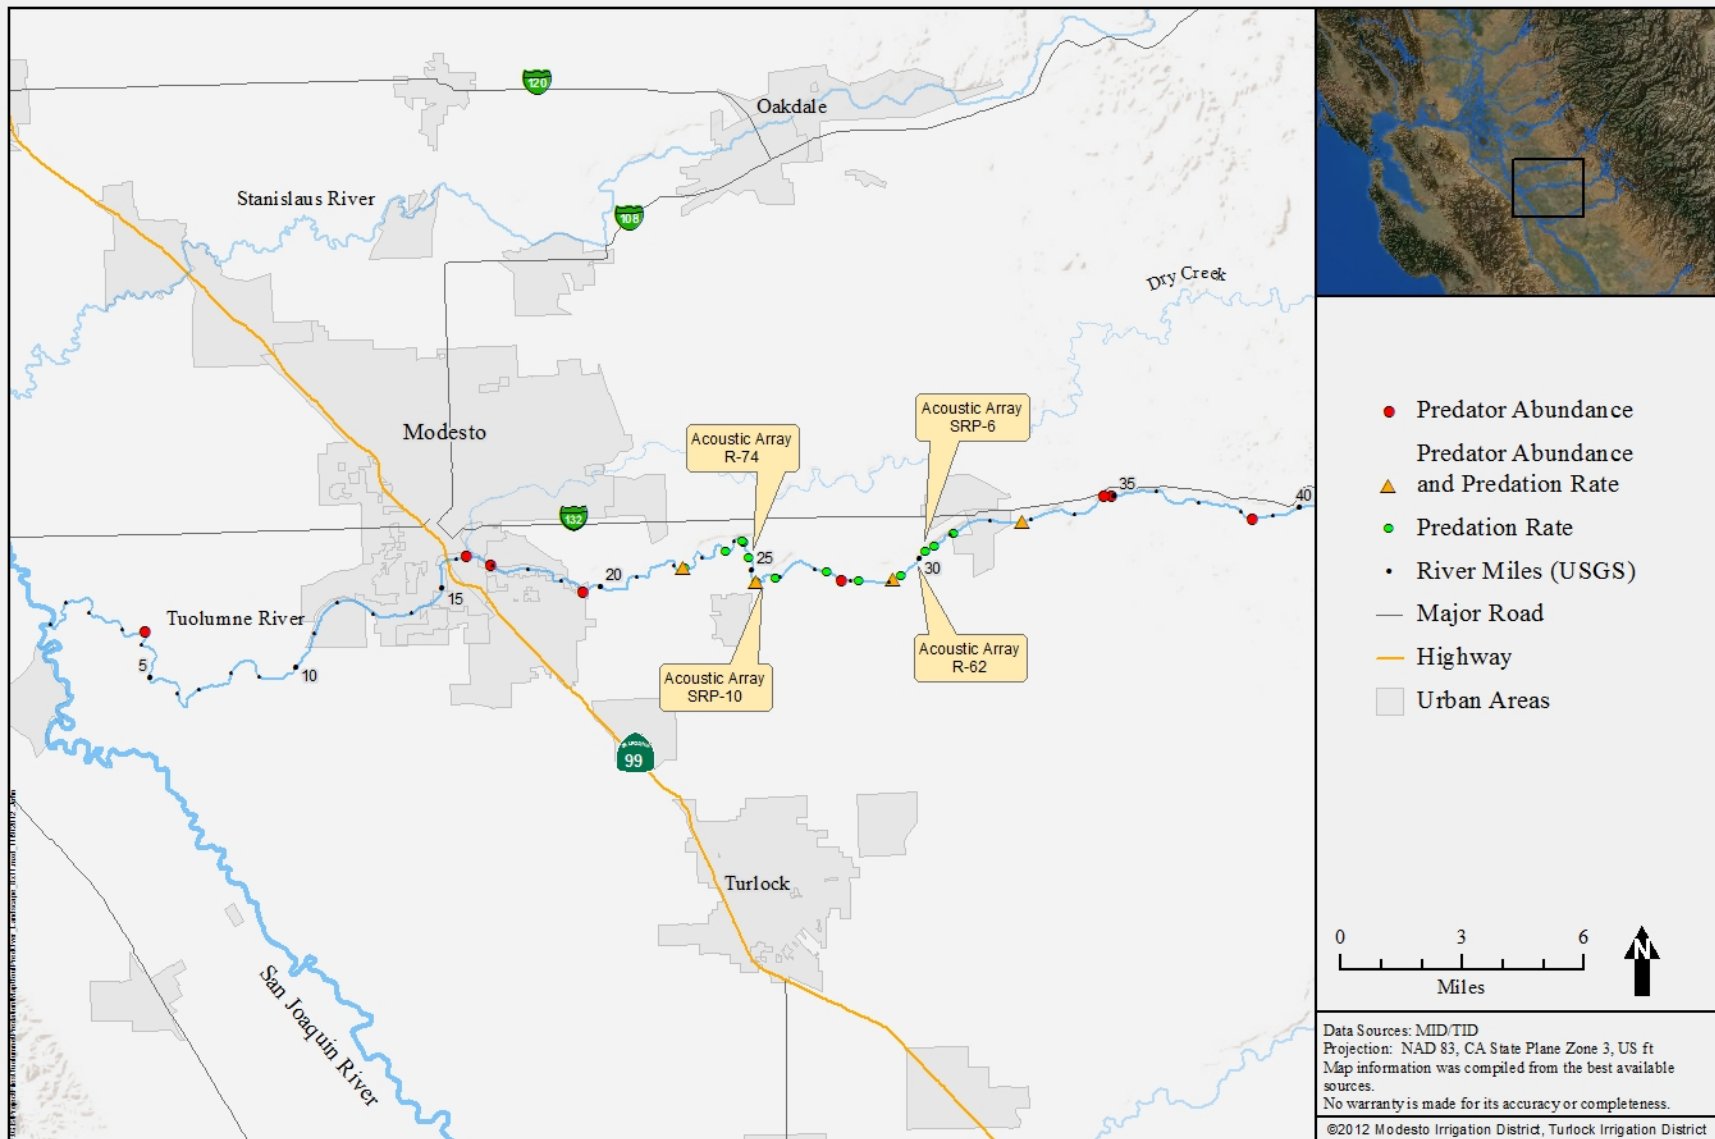 120
Oakdale
Stanislaus River
108
Dry Creek
Modesto
Acoustic Array
R-74
Acoustic Array
SRP-6
132
35
40
20
25
30
15
Tuolumne River
5
10
Acoustic Array
SRP-10
Acoustic Array
R-62
99
Turlock
San Joaquin River
Predator Abundance
Predator Abundance
and Predation Rate
Predation Rate
River Miles (USGS)
Major Road
Highway
Urban Areas
0 3 6
Miles
N
Data Sources: MID/TID
Projection: NAD 83, CA State Plane Zone 3, US ft
Map information was compiled from the best available
sources.
No warranty is made for its accuracy or completeness.
©2012 Modesto Irrigation District, Turlock Irrigation District